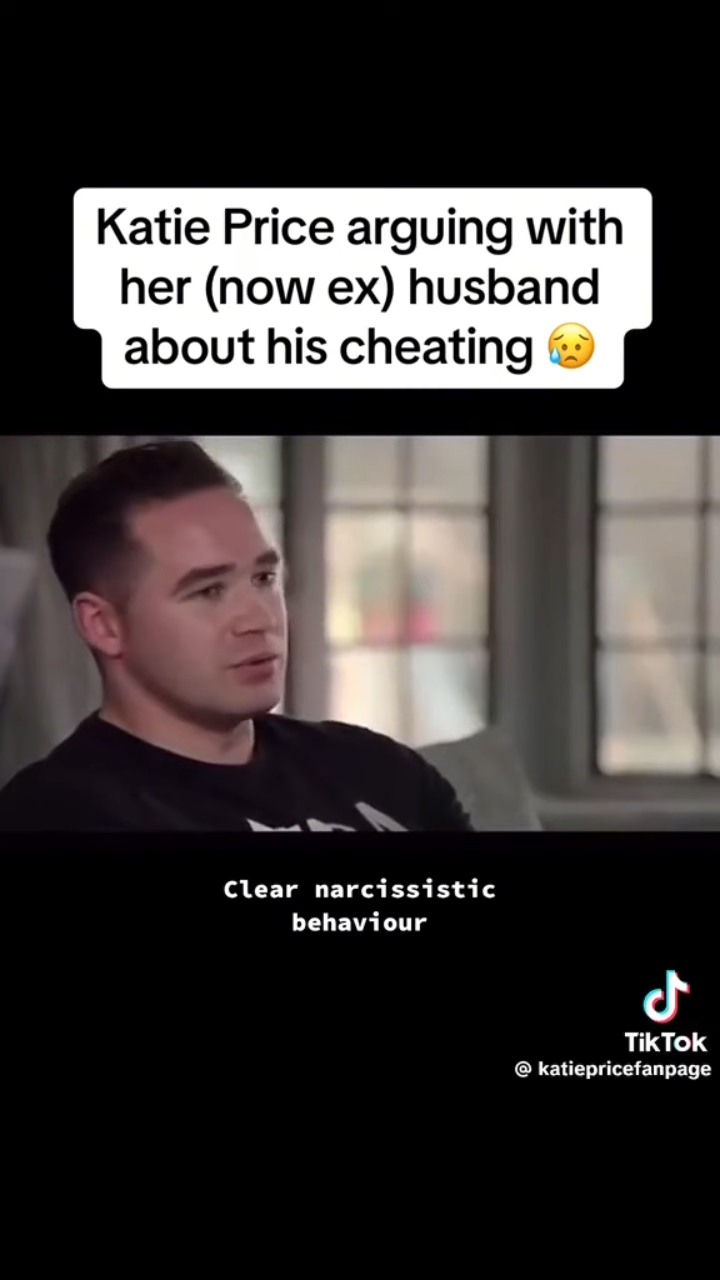 Katie Price arguing with
her (now ex) husband
about his cheating 😥
Clear narcissistic
behaviour
TikTok
@ katiepricefanpage